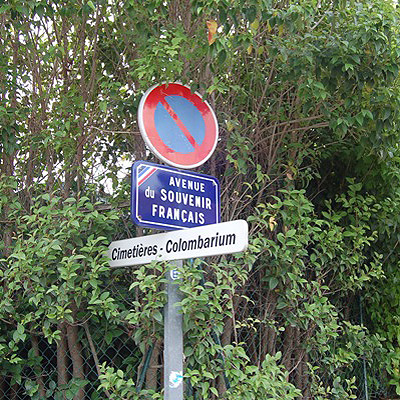 AVENUE
du SOUVENIR
FRANÇAIS
Cimetières - Colombarium